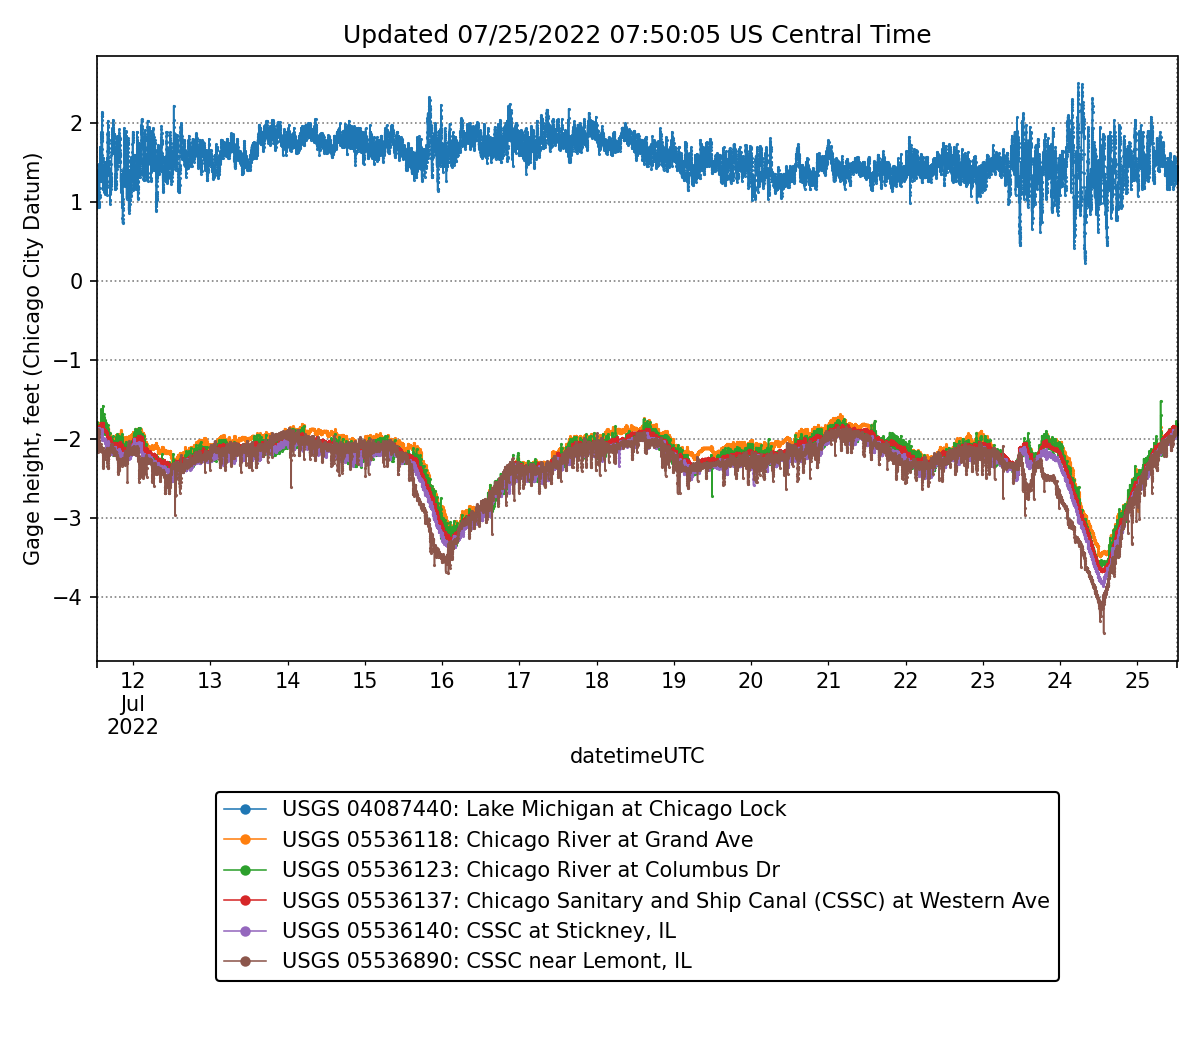 Updated 07/25/2022 07:50:05 US Central Time
Gage height, feet (Chicago City Datum)
2
1
0
−1
−2
−3
−4
12 13 14 15 16 17 18 19 20 21 22 23 24 25
Jul
2022
datetimeUTC
USGS 04087440: Lake Michigan at Chicago Lock
USGS 05536118: Chicago River at Grand Ave
USGS 05536123: Chicago River at Columbus Dr
USGS 05536137: Chicago Sanitary and Ship Canal (CSSC) at Western Ave
USGS 05536140: CSSC at Stickney, IL
USGS 05536890: CSSC near Lemont, IL